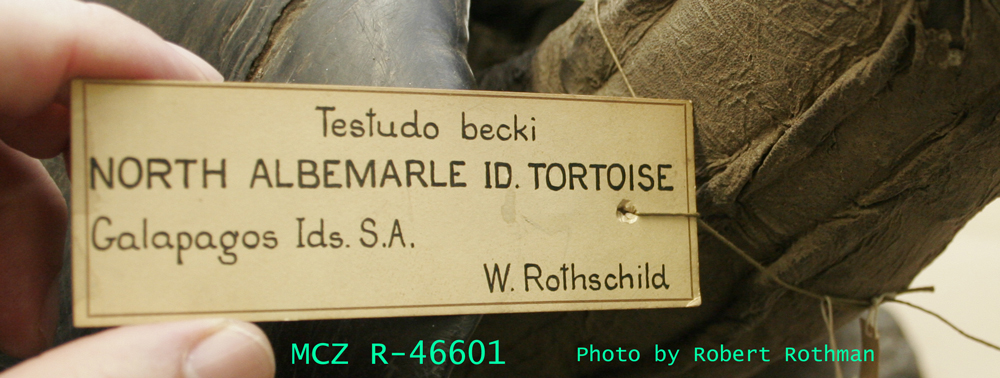 Testudo becki
NORTH ALBEMARLE ID. TORTOISE
Galapagos Ids. S.A.
W. Rothschild
MCZ R-46601
Photo by Robert Rothman